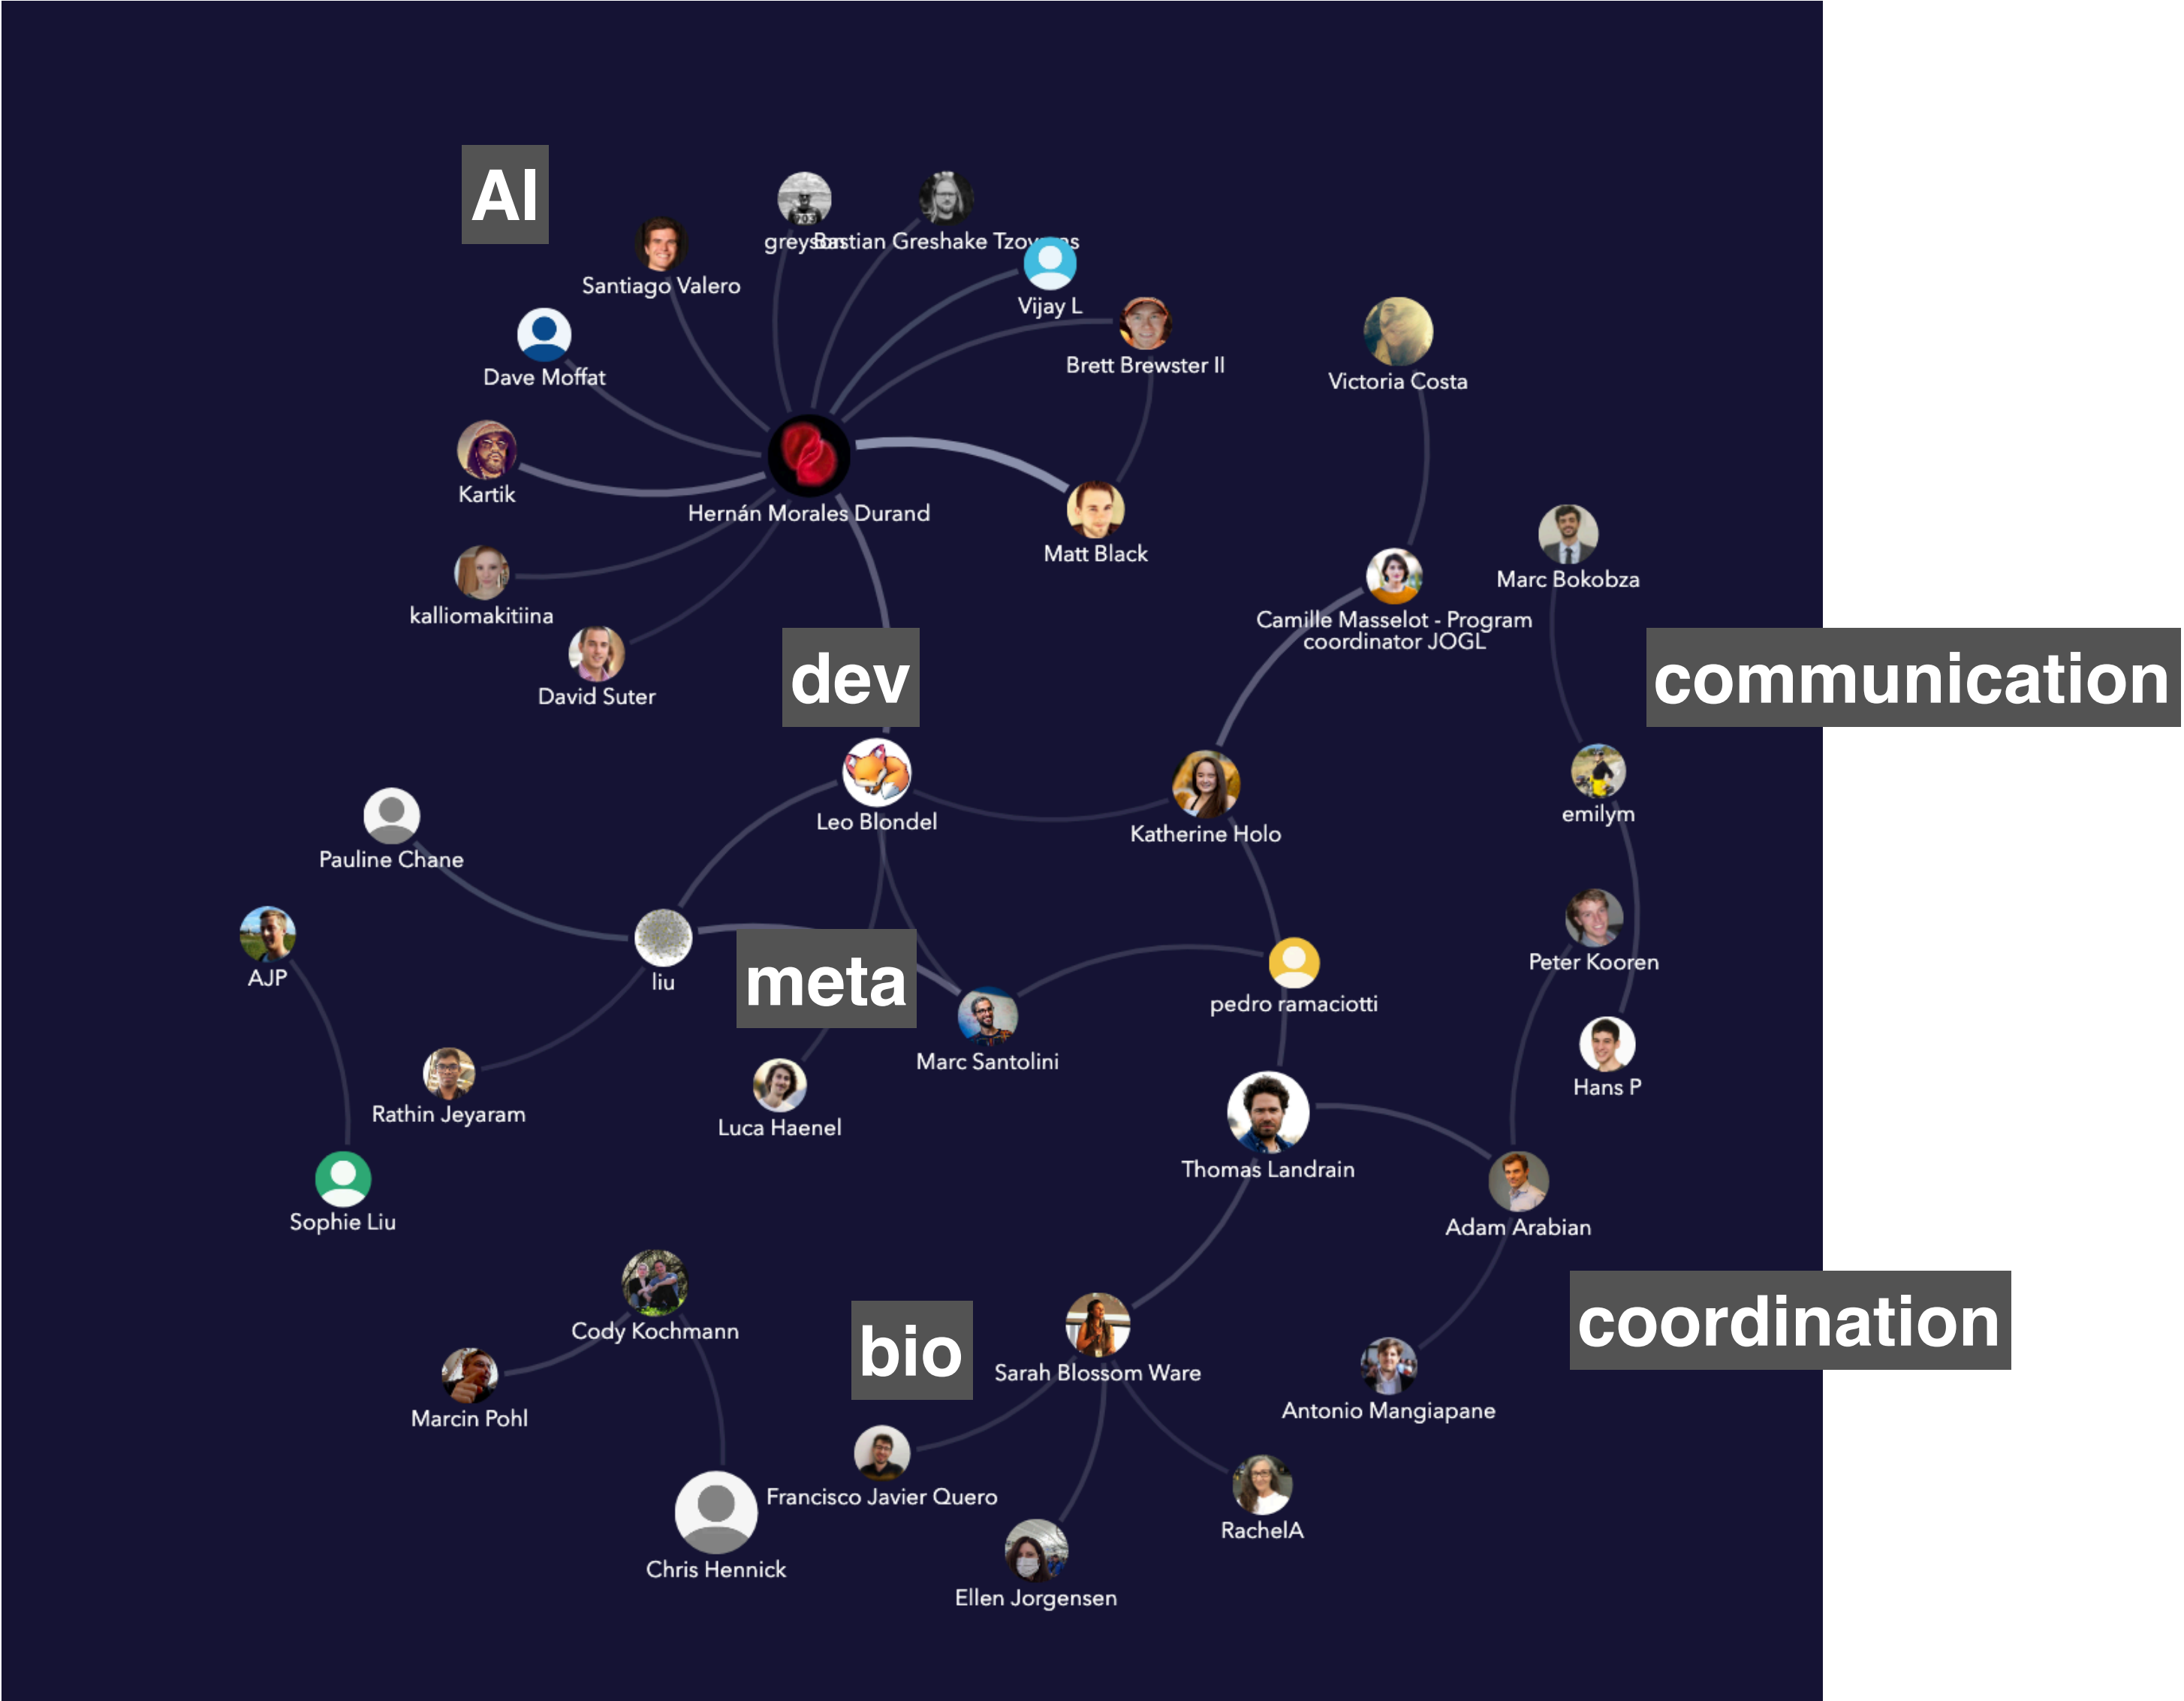 AI
greyson
Bastian Greshake Tzovaras
Santiago Valero
Vijay L
Brett Brewster II
Dave Moffat
Victoria Costa
Kartik
Hernán Morales Durand
Matt Black
Marc Bokobza
kalliomakitiina
Camille Masselot - Program
coordinator JOGL
David Suter
dev
communication
Leo Blondel
Katherine Holo
emilym
Pauline Chane
AJP
liu
meta
Peter Kooren
pedro ramaciotti
Marc Santolini
Hans P
Rathin Jeyaram
Luca Haenel
Thomas Landrain
Sophie Liu
Adam Arabian
Cody Kochmann
bio
coordination
Sarah Blossom Ware
Marcin Pohl
Antonio Mangiapane
Francisco Javier Quero
RachelA
Chris Hennick
Ellen Jorgensen